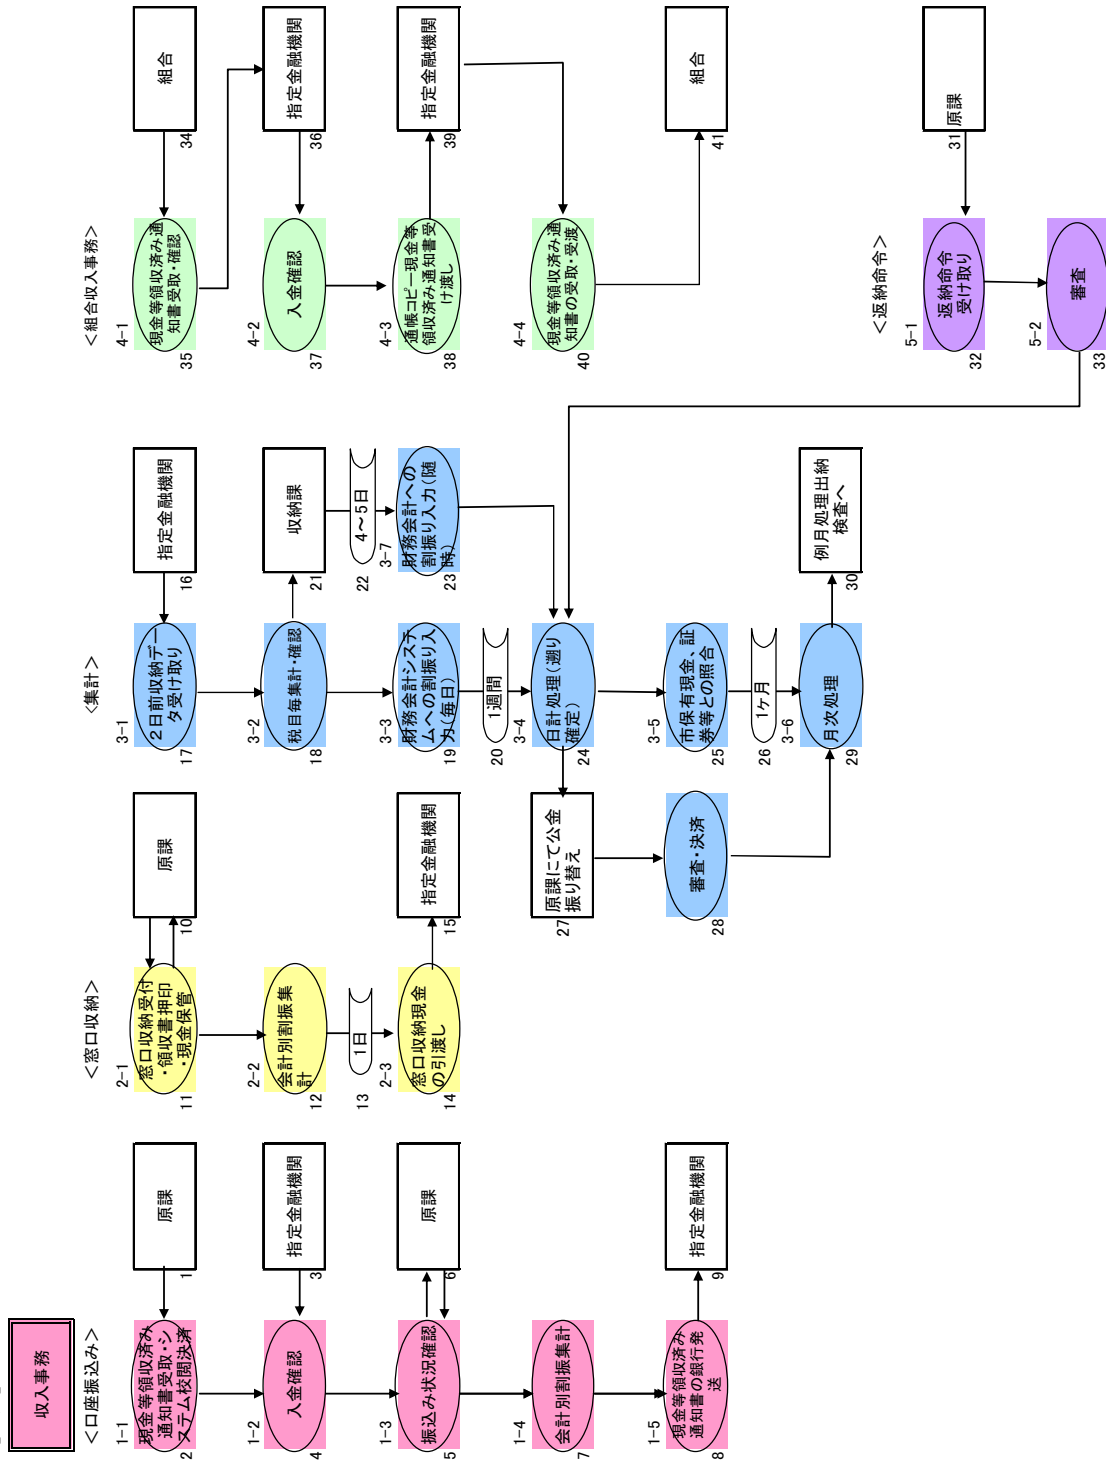 収入事務
＜口座振込み＞
1-1
現金等領収済み
通知書受取・シ
ステム校閲決済
2
原課
1
1-2
入金確認
4
指定金融機関
3
1-3
振込み状況確認
5
原課
6
1-4
会計別割振集計
7
1-5
現金等領収済み
通知書の銀行発
送
8
指定金融機関
9
＜窓口収納＞
2-1
窓口収納受付
・領収書押印
・現金保管
11
原課
10
2-2
会計別割振集
計
12
1日
13
2-3
窓口収納現金
の引渡し
14
指定金融機関
15
＜集計＞
3-1
2日前収納デー
タ受け取り
17
指定金融機関
16
3-2
税目毎集計・確認
18
収納課
21
4～5日
22
3-7
財務会計への
割振り入力（随
時）
23
3-3
財務会計システ
ムへの割振り入
力（毎日）
19
1週間
20
3-4
日計処理（遡り
確定）
24
原課にて公金
振り替え
27
審査・決済
28
3-5
市保有現金、証
券等との照合
25
1ヶ月
26
3-6
月次処理
29
例月処理出納
検査へ
30
＜組合収入事務＞
4-1
現金等領収済み通
知書受取・確認
35
組合
34
4-2
入金確認
37
指定金融機関
36
4-3
通帳コピー現金等
領収済み通知書受
け渡し
38
指定金融機関
39
4-4
現金等領収済み通
知書の受取・受渡
40
組合
41
＜返納命令＞
5-1
返納命令
受け取り
32
原課
31
5-2
審査
33